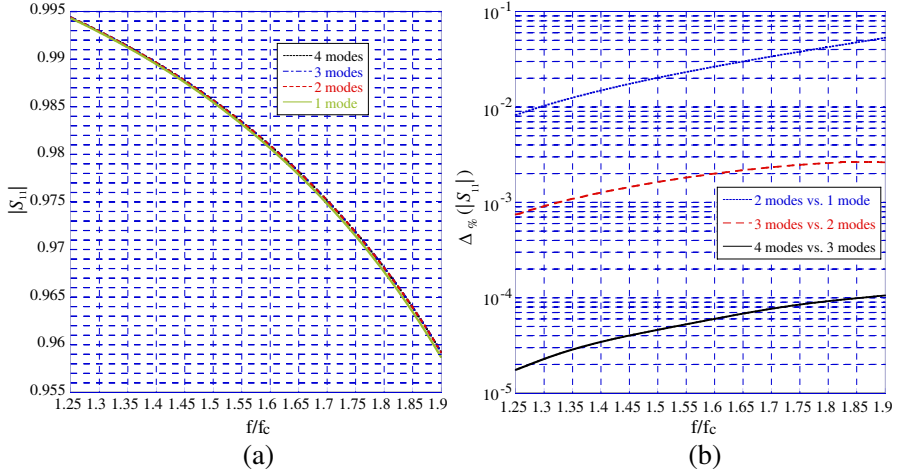 0.995
0.99
0.985
0.98
0.975
0.97
0.965
0.96
0.955
|S₁₁|
4 modes
3 modes
2 modes
1 mode
1.25 1.3 1.35 1.4 1.45 1.5 1.55 1.6 1.65 1.7 1.75 1.8 1.85 1.9
f/fc
(a)
10⁻¹
10⁻²
10⁻³
10⁻⁴
10⁻⁵
Δ % (|S₁₁|)
2 modes vs. 1 mode
3 modes vs. 2 modes
4 modes vs. 3 modes
1.25 1.3 1.35 1.4 1.45 1.5 1.55 1.6 1.65 1.7 1.75 1.8 1.85 1.9
f/fc
(b)